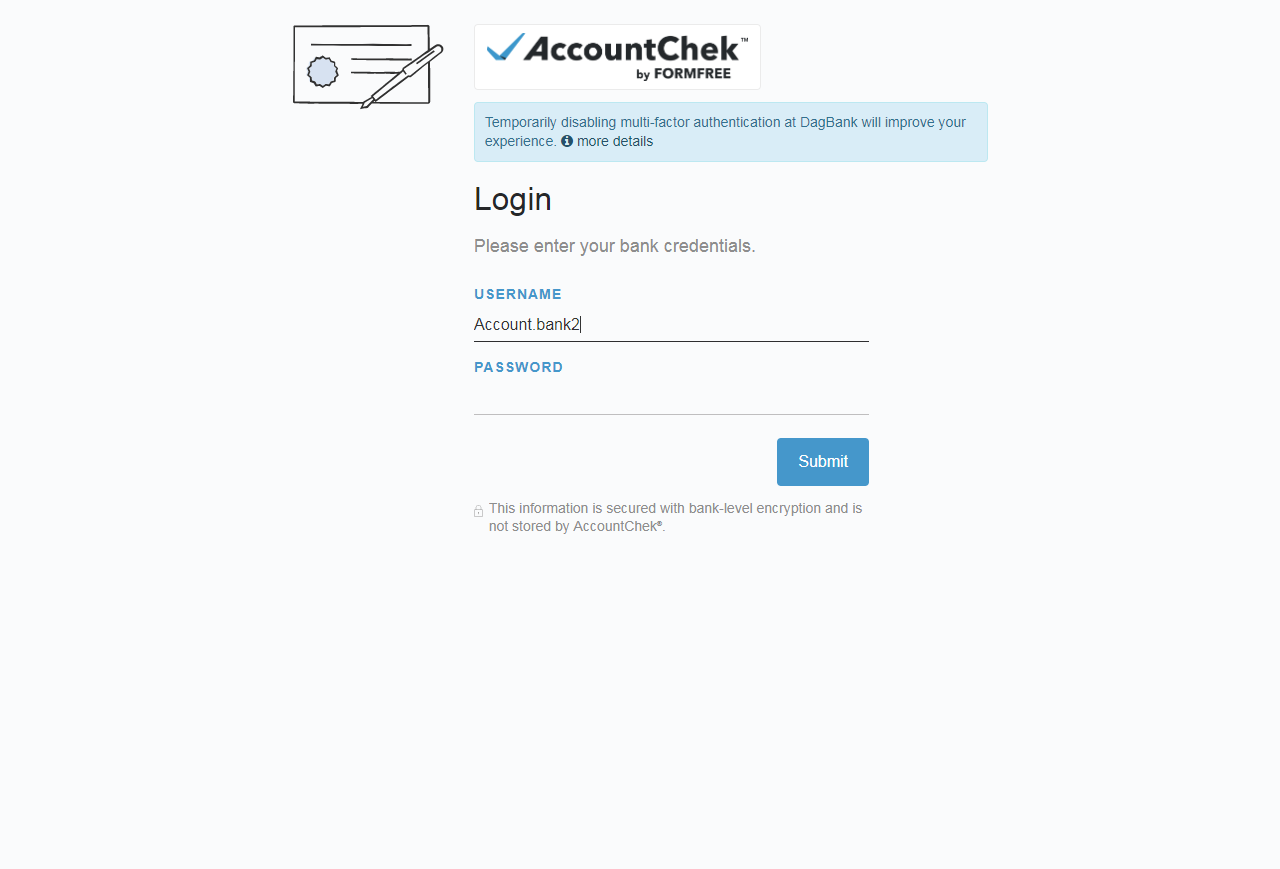 AccountChek™
by FORMFREE
Temporarily disabling multi-factor authentication at DagBank will improve your
experience. more details
Login
Please enter your bank credentials.
USERNAME
Account.bank2
PASSWORD
Submit
This information is secured with bank-level encryption and is
not stored by AccountChek®.